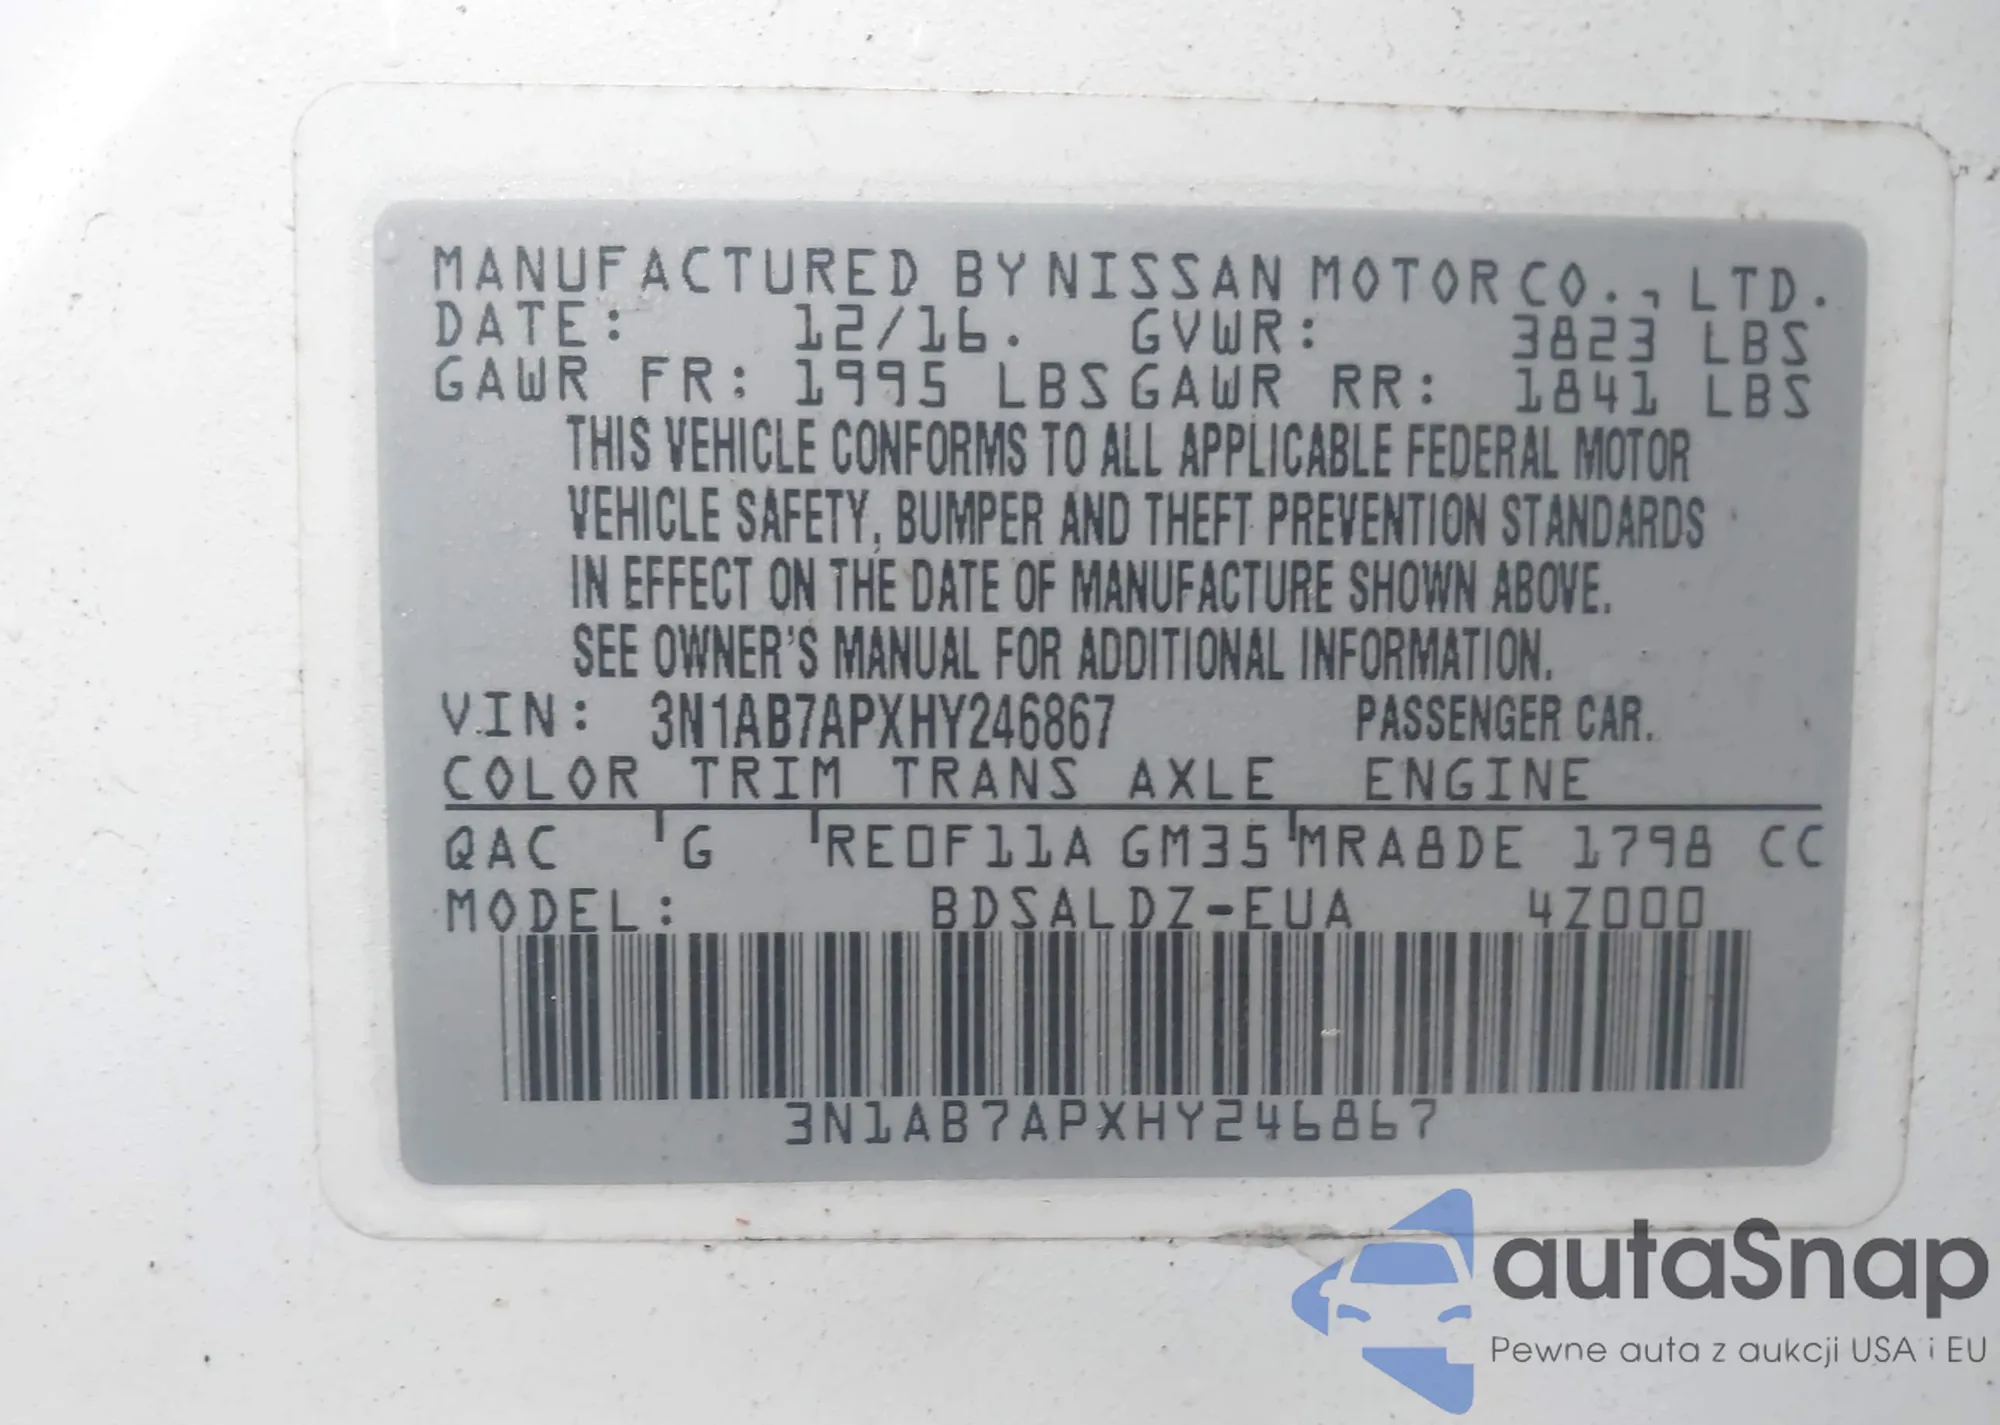 MANUFACTURED BY NISSAN MOTOR CO., LTD.
DATE: 12/16. GVWR: 3823 LBS
GAWR FR: 1995 LBS GAWR RR: 1841 LBS
THIS VEHICLE CONFORMS TO ALL APPLICABLE FEDERAL MOTOR
VEHICLE SAFETY, BUMPER AND THEFT PREVENTION STANDARDS
IN EFFECT ON THE DATE OF MANUFACTURE SHOWN ABOVE.
SEE OWNER'S MANUAL FOR ADDITIONAL INFORMATION.
VIN: 3N1AB7APXHY246867 PASSENGER CAR.
COLOR TRIM TRANS AXLE ENGINE
QAC G RE0F11A GM35 MRA8DE 1798 CC
MODEL: BDSALDZ-EUA 4Z000
3N1AB7APXHY246867
autaSnap
Pewne auta z aukcji USA i EU